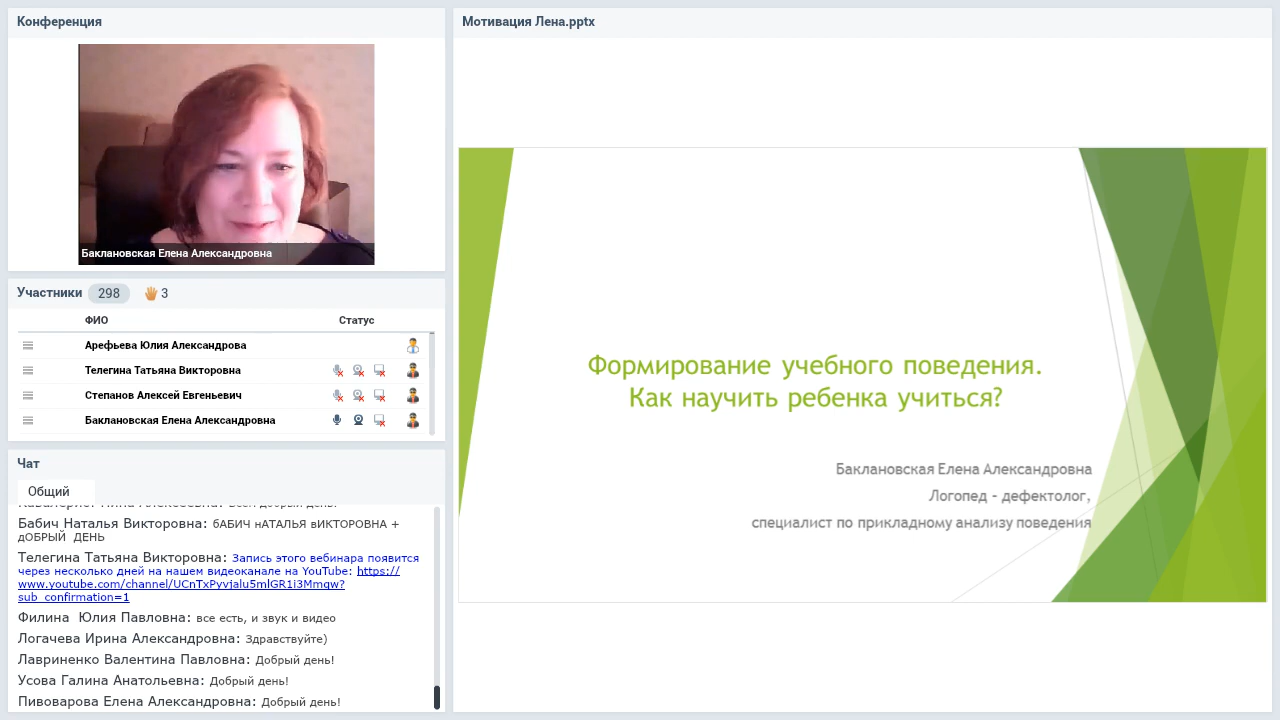 Конференция
Баклановская Елена Александровна
Участники 298 3
ФИО Статус
Арефьева Юлия Александрова
Телегина Татьяна Викторовна
Степанов Алексей Евгеньевич
Баклановская Елена Александровна
Чат
Общий
Бабич Наталья Викторовна: бАБИЧ нАТАЛЬЯ вИКТОРОВНА +
дОБРЫЙ ДЕНЬ
Телегина Татьяна Викторовна: Запись этого вебинара появится
через несколько дней на нашем видеоканале на YouTube: https://
www.youtube.com/channel/UCnTxPyvjalu5mlGR1i3Mmqw?
sub_confirmation=1
Филина Юлия Павловна: все есть, и звук и видео
Логачева Ирина Александровна: Здравствуйте)
Лавриненко Валентина Павловна: Добрый день!
Усова Галина Анатольевна: Добрый день!
Пивоварова Елена Александровна: Добрый день!
Мотивация Лена.pptx
Формирование учебного поведения.
Как научить ребенка учиться?
Баклановская Елена Александровна
Логопед - дефектолог,
специалист по прикладному анализу поведения